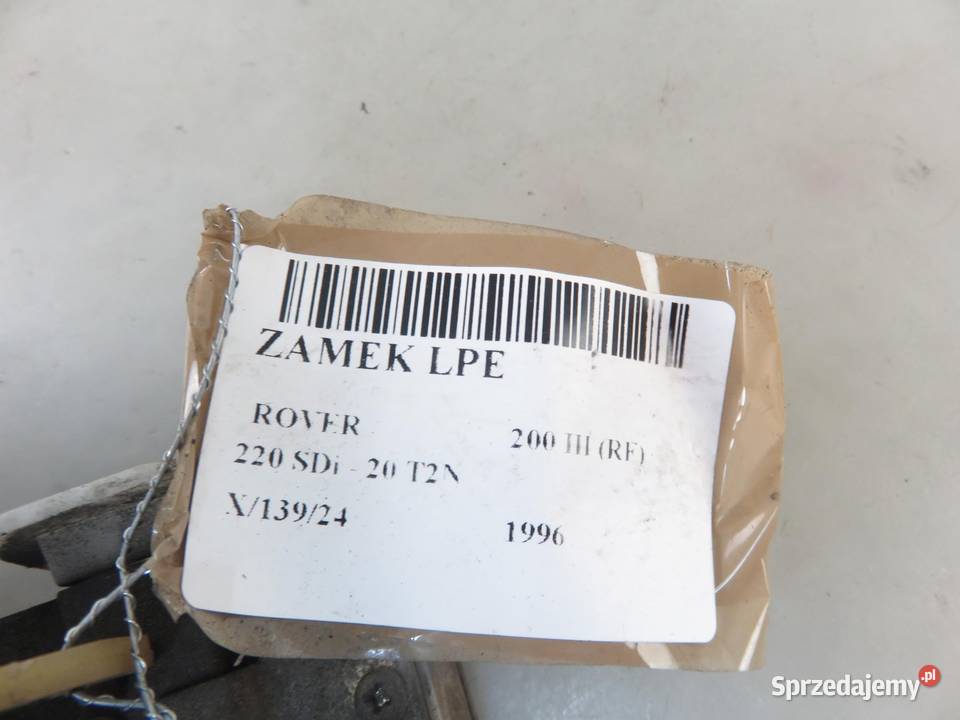 ZAMEK LPE
ROVER 200 III (RF)
220 SDi - 20 T2N
X/139/24 1996
Sprzedajemy.pl